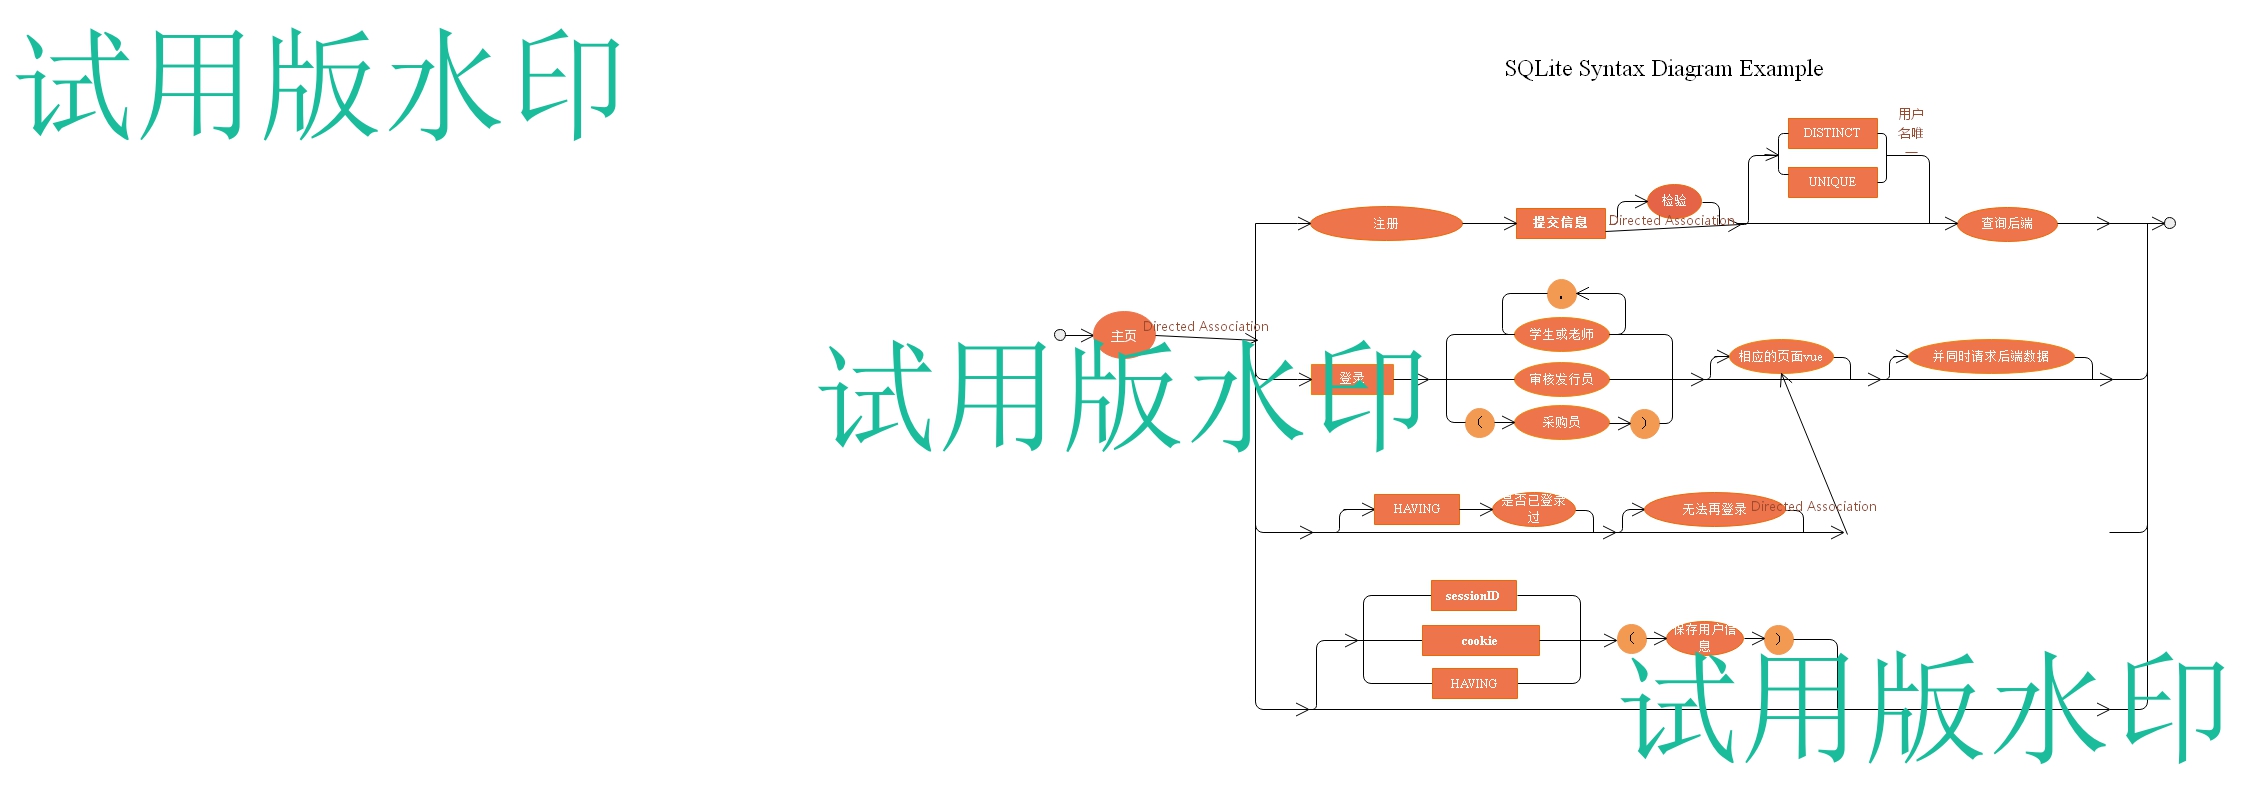 试用版水印
SQLite Syntax Diagram Example
DISTINCT
用户
名唯
一
UNIQUE
检验
注册
提交信息
Directed Association
查询后端
.
主页
Directed Association
学生或老师
登录
审核发行员
相应的页面vue
并同时请求后端数据
(
采购员
)
试用版水印
HAVING
是否已登录
过
无法再登录
Directed Association
sessionID
cookie
(
保存用户信
息
)
HAVING
试用版水印